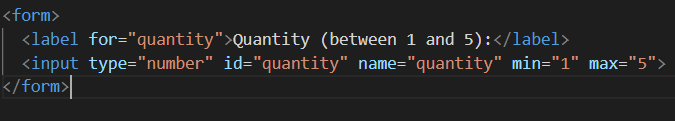 <form>
  <label for="quantity">Quantity (between 1 and 5):</label>
  <input type="number" id="quantity" name="quantity" min="1" max="5">
</form>